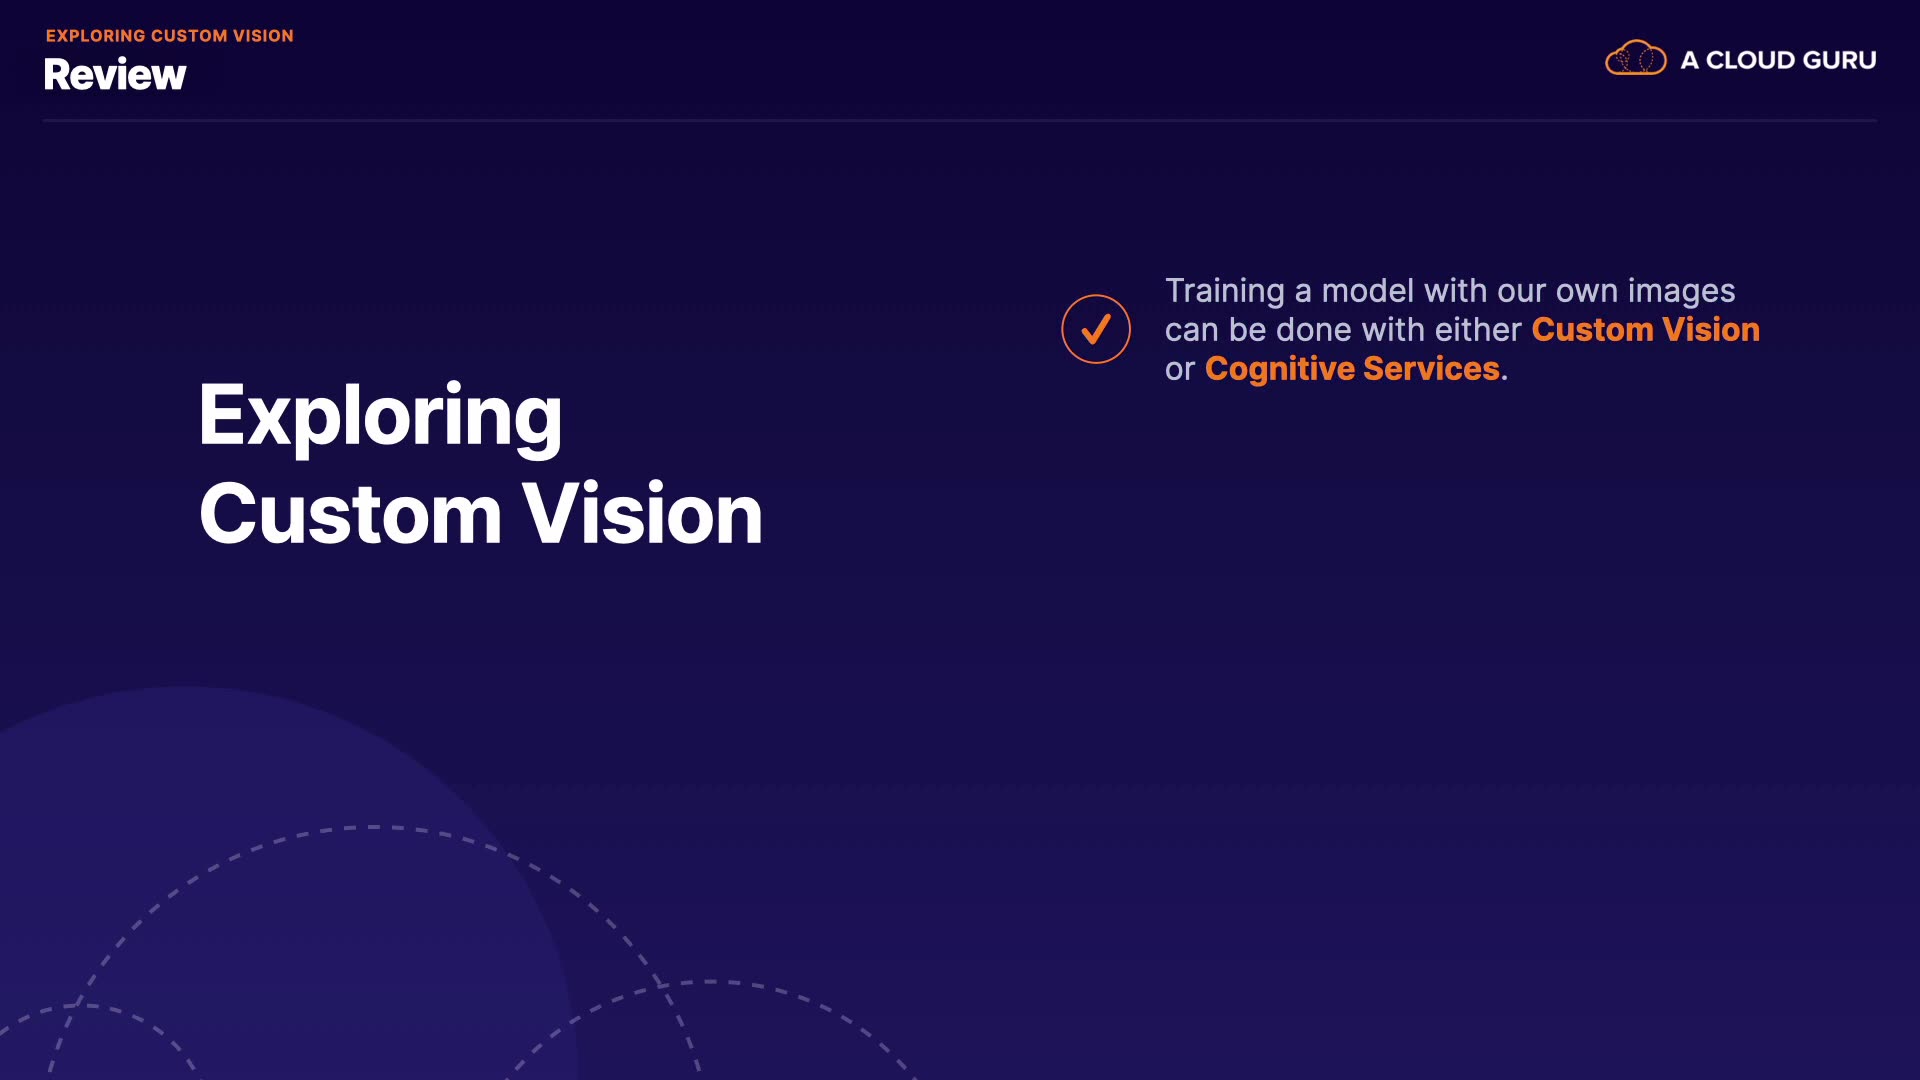 EXPLORING CUSTOM VISION
Review
A CLOUD GURU
Exploring
Custom Vision
Training a model with our own images
can be done with either Custom Vision
or Cognitive Services.